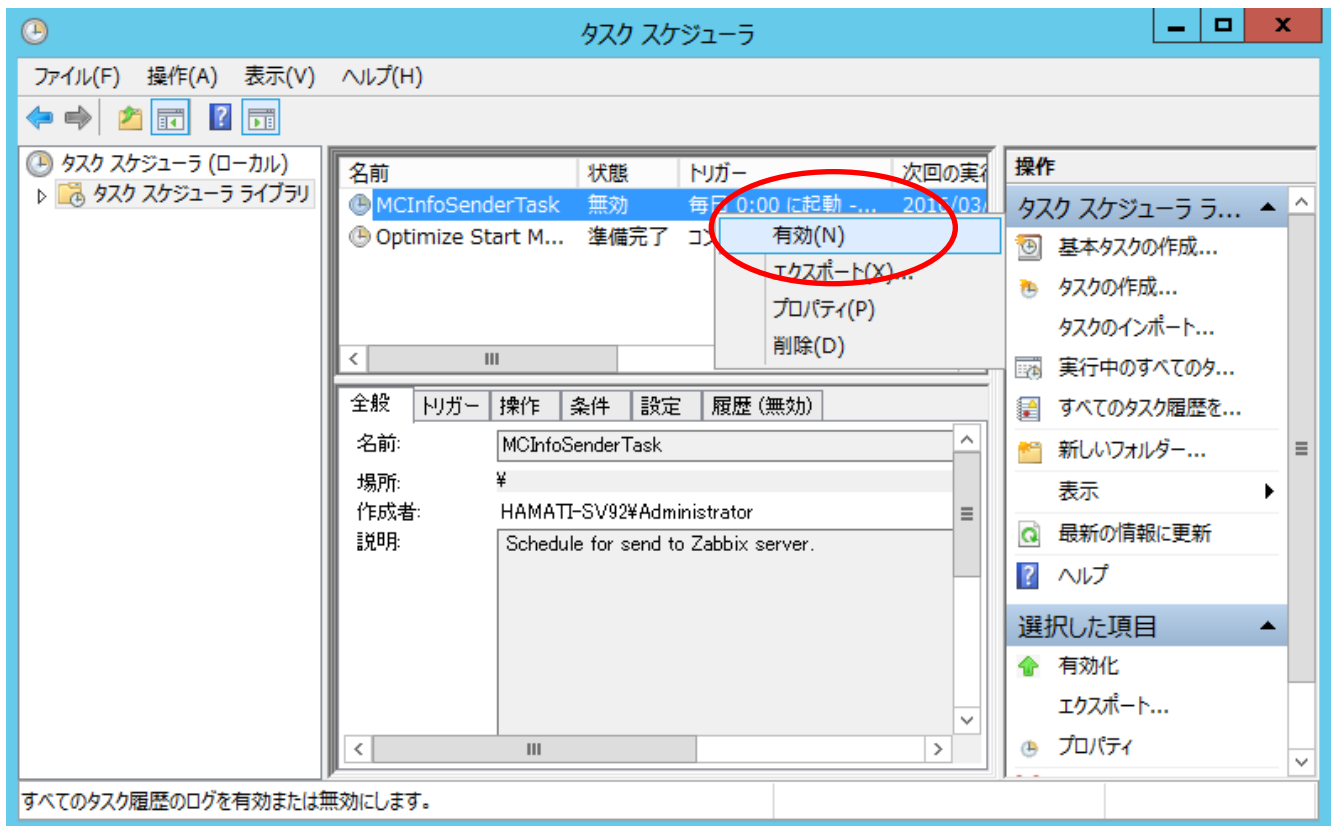 タスク スケジューラ
ファイル(F) 操作(A) 表示(V) ヘルプ(H)
タスク スケジューラ (ローカル)
タスク スケジューラ ライブラリ
名前 状態 トリガー 次回の実行
MCInfoSenderTask 無効 毎日 0:00 に起動 -... 2016/03/
Optimize Start M... 準備完了 コン
有効(N)
エクスポート(X)...
プロパティ(P)
削除(D)
全般 トリガー 操作 条件 設定 履歴 (無効)
名前: MCInfoSenderTask
場所: ¥
作成者: HAMATI-SV92¥Administrator
説明: Schedule for send to Zabbix server.
操作
タスク スケジューラ ラ...
基本タスクの作成...
タスクの作成...
タスクのインポート...
実行中のすべてのタ...
すべてのタスク履歴を...
新しいフォルダー...
表示
最新の情報に更新
ヘルプ
選択した項目
有効化
エクスポート...
プロパティ
すべてのタスク履歴のログを有効または無効にします。